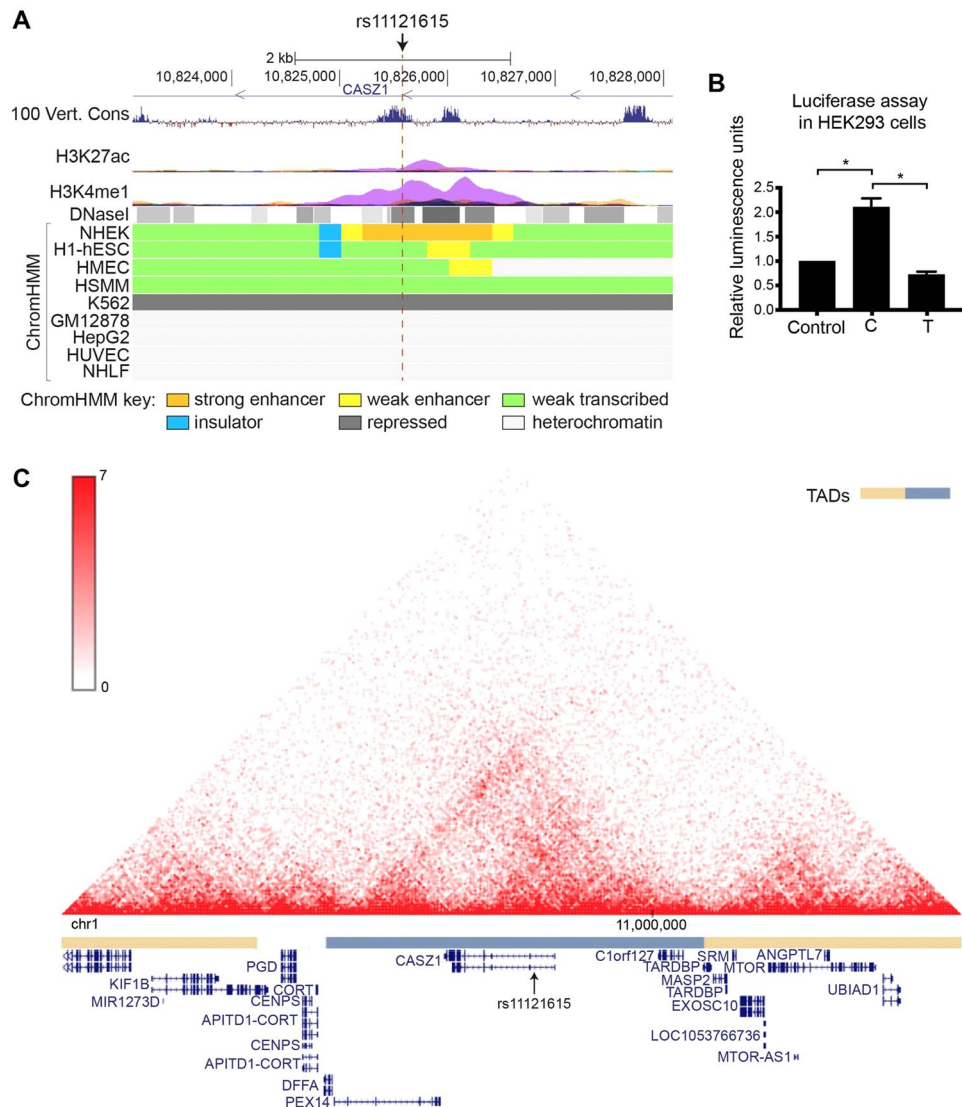 A
rs11121615
2 kb
10,824,000 10,825,000 10,826,000 10,827,000 10,828,000
CASZ1
100 Vert. Cons
H3K27ac
H3K4me1
DNaseI
ChromHMM
NHEK
H1-hESC
HMEC
HSMM
K562
GM12878
HepG2
HUVEC
NHLF
ChromHMM key: strong enhancer weak enhancer weak transcribed
insulator repressed heterochromatin
B
Luciferase assay
in HEK293 cells
Relative luminescence units
* *
2.5
2.0
1.5
1.0
0.5
0.0
Control C T
C
7
0
TADs
chr1 11,000,000
CASZ1 C1orf127 SRM ANGPTL7
PGD TARDBP MTOR
KIF1B MASP2
CORT TARDBP UBIAD1
MIR1273D CENPS rs11121615 EXOSC10
APITD1-CORT
LOC1053766736
CENPS
MTOR-AS1
APITD1-CORT
DFFA
PEX14